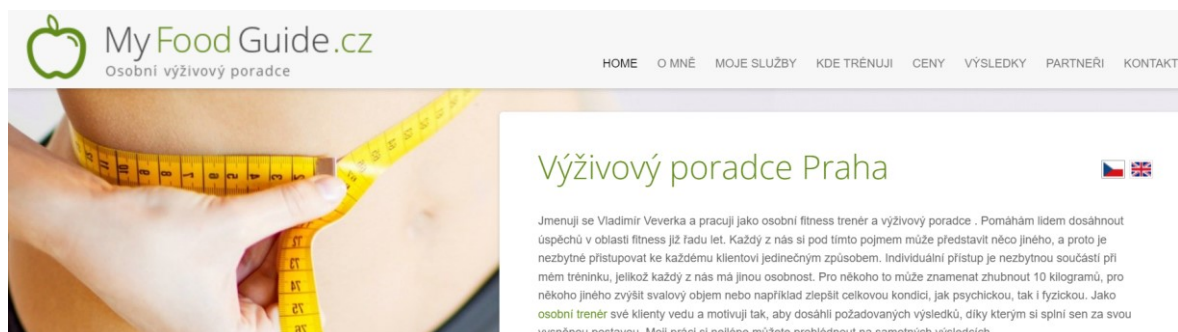 My Food Guide.cz
Osobní výživový poradce
HOME O MNĚ MOJE SLUŽBY KDE TRÉNUJI CENY VÝSLEDKY PARTNEŘI KONTAKT
Výživový poradce Praha
Jmenuji se Vladimír Veverka a pracuji jako osobní fitness trenér a výživový poradce . Pomáhám lidem dosáhnout
úspěchů v oblasti fitness již řadu let. Každý z nás si pod tímto pojmem může představit něco jiného, a proto je
nezbytné přistupovat ke každému klientovi jedinečným způsobem. Individuální přístup je nezbytnou součástí při
mém tréninku, jelikož každý z nás má jinou osobnost. Pro někoho to může znamenat zhubnout 10 kilogramů, pro
někoho jiného zvýšit svalový objem nebo například zlepšit celkovou kondici, jak psychickou, tak i fyzickou. Jako
osobní trenér své klienty vedu a motivuji tak, aby dosáhli požadovaných výsledků, díky kterým si splní sen za svou